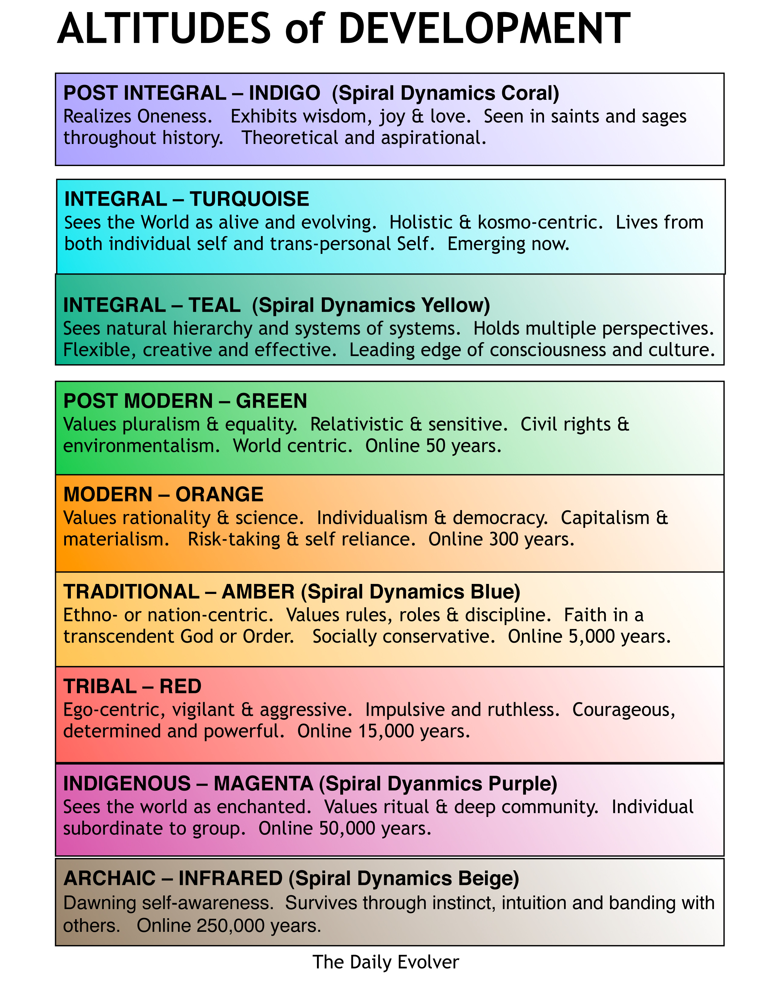 ALTITUDES of DEVELOPMENT
POST INTEGRAL – INDIGO (Spiral Dynamics Coral)
Realizes Oneness. Exhibits wisdom, joy & love. Seen in saints and sages
throughout history. Theoretical and aspirational.
INTEGRAL – TURQUOISE
Sees the World as alive and evolving. Holistic & kosmo-centric. Lives from
both individual self and trans-personal Self. Emerging now.
INTEGRAL – TEAL (Spiral Dynamics Yellow)
Sees natural hierarchy and systems of systems. Holds multiple perspectives.
Flexible, creative and effective. Leading edge of consciousness and culture.
POST MODERN – GREEN
Values pluralism & equality. Relativistic & sensitive. Civil rights &
environmentalism. World centric. Online 50 years.
MODERN – ORANGE
Values rationality & science. Individualism & democracy. Capitalism &
materialism. Risk-taking & self reliance. Online 300 years.
TRADITIONAL – AMBER (Spiral Dynamics Blue)
Ethno- or nation-centric. Values rules, roles & discipline. Faith in a
transcendent God or Order. Socially conservative. Online 5,000 years.
TRIBAL – RED
Ego-centric, vigilant & aggressive. Impulsive and ruthless. Courageous,
determined and powerful. Online 15,000 years.
INDIGENOUS – MAGENTA (Spiral Dyanmics Purple)
Sees the world as enchanted. Values ritual & deep community. Individual
subordinate to group. Online 50,000 years.
ARCHAIC – INFRARED (Spiral Dynamics Beige)
Dawning self-awareness. Survives through instinct, intuition and banding with
others. Online 250,000 years.
The Daily Evolver